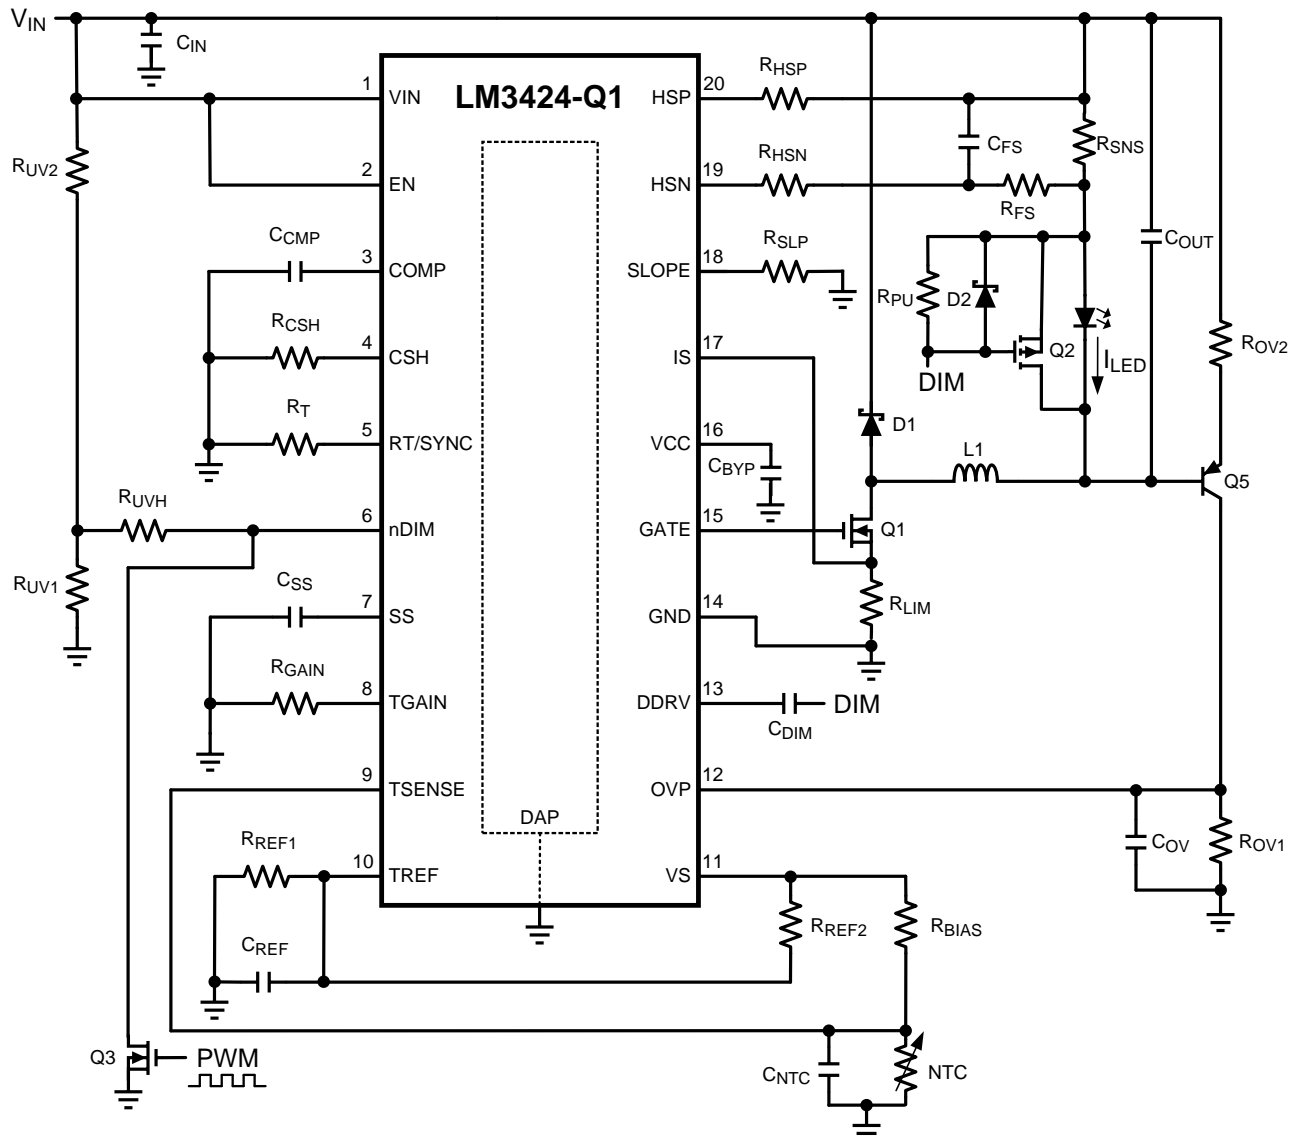 VIN
CIN
LM3424-Q1
1 VIN
2 EN
3 COMP
4 CSH
5 RT/SYNC
6 nDIM
7 SS
8 TGAIN
9 TSENSE
10 TREF
20 HSP
19 HSN
18 SLOPE
17 IS
16 VCC
15 GATE
14 GND
13 DDRV
12 OVP
11 VS
DAP
RUV2
CCMP
RCSH
RT
RUVH
RUV1
CSS
RGAIN
RREF1
CREF
Q3
PWM
RHSP
RHSN
RSLP
CFS
RSNS
RFS
COUT
RPU
D2
Q2
DIM
ILED
ROV2
D1
L1
Q5
CBYP
Q1
RLIM
CDIM
DIM
COV
ROV1
RREF2
RBIAS
CNTC
NTC